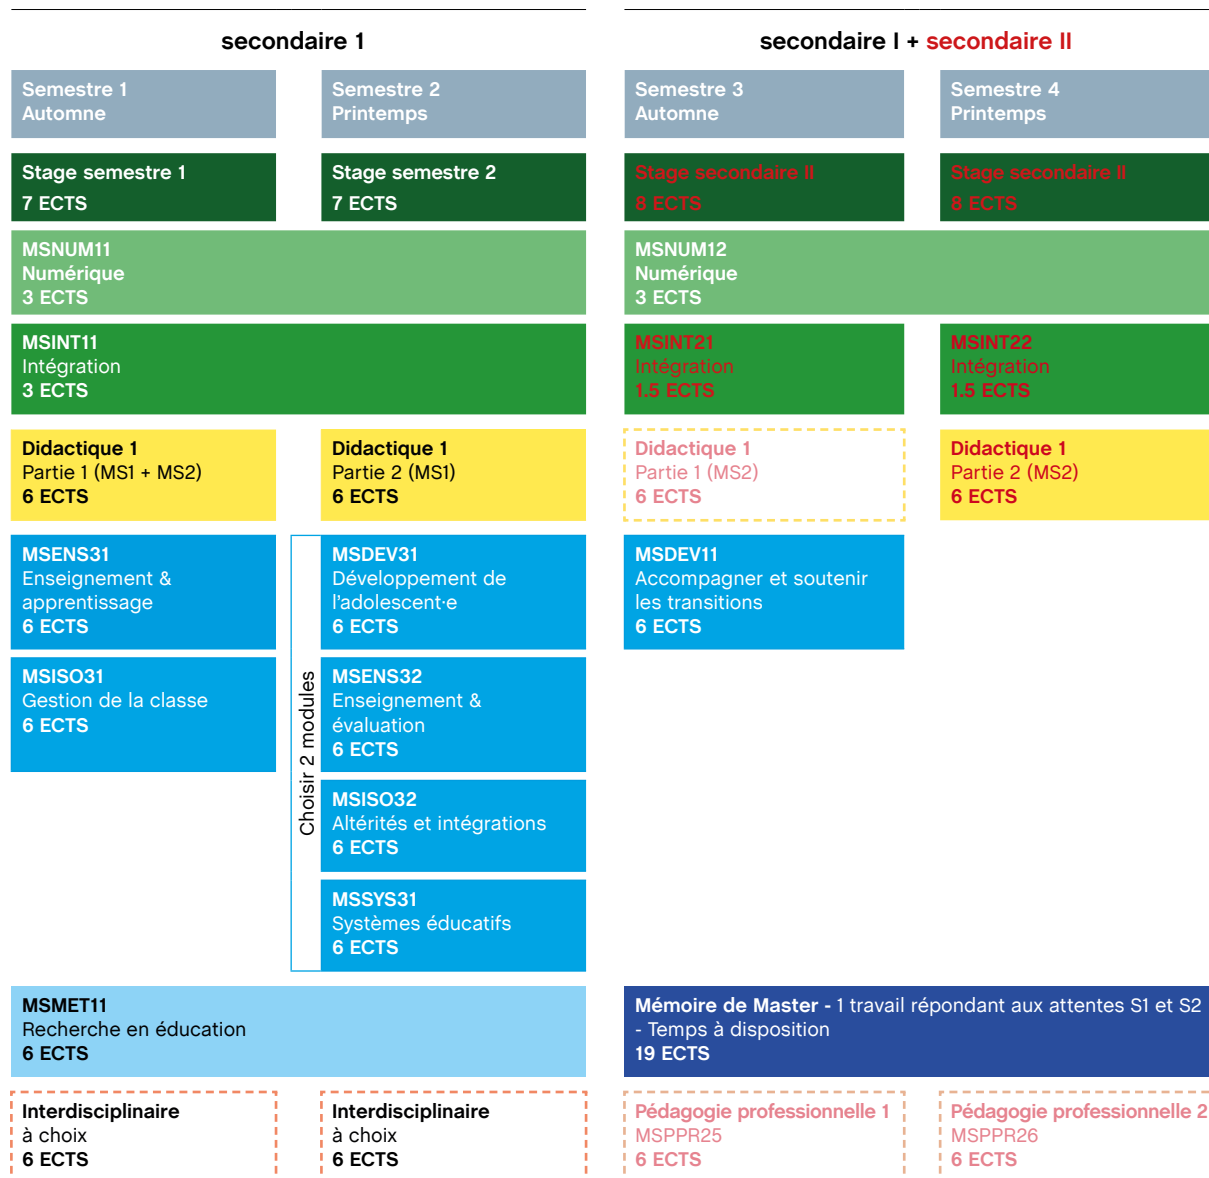 secondaire 1
secondaire I + secondaire II
Semestre 1
Automne
Semestre 2
Printemps
Semestre 3
Automne
Semestre 4
Printemps
Stage semestre 1
7 ECTS
Stage semestre 2
7 ECTS
Stage secondaire II
8 ECTS
Stage secondaire II
8 ECTS
MSNUM11
Numérique
3 ECTS
MSNUM12
Numérique
3 ECTS
MSINT11
Intégration
3 ECTS
MSINT21
Intégration
1.5 ECTS
MSINT22
Intégration
1.5 ECTS
Didactique 1
Partie 1 (MS1 + MS2)
6 ECTS
Didactique 1
Partie 2 (MS1)
6 ECTS
Didactique 1
Partie 1 (MS2)
6 ECTS
Didactique 1
Partie 2 (MS2)
6 ECTS
MSENS31
Enseignement &
apprentissage
6 ECTS
Choisir 2 modules
MSDEV31
Développement de
l'adolescent·e
6 ECTS
MSDEV11
Accompagner et soutenir
les transitions
6 ECTS
MSISO31
Gestion de la classe
6 ECTS
MSENS32
Enseignement &
évaluation
6 ECTS
MSISO32
Altérités et intégrations
6 ECTS
MSSYS31
Systèmes éducatifs
6 ECTS
MSMET11
Recherche en éducation
6 ECTS
Mémoire de Master - 1 travail répondant aux attentes S1 et S2
- Temps à disposition
19 ECTS
Interdisciplinaire
à choix
6 ECTS
Interdisciplinaire
à choix
6 ECTS
Pédagogie professionnelle 1
MSPPR25
6 ECTS
Pédagogie professionnelle 2
MSPPR26
6 ECTS